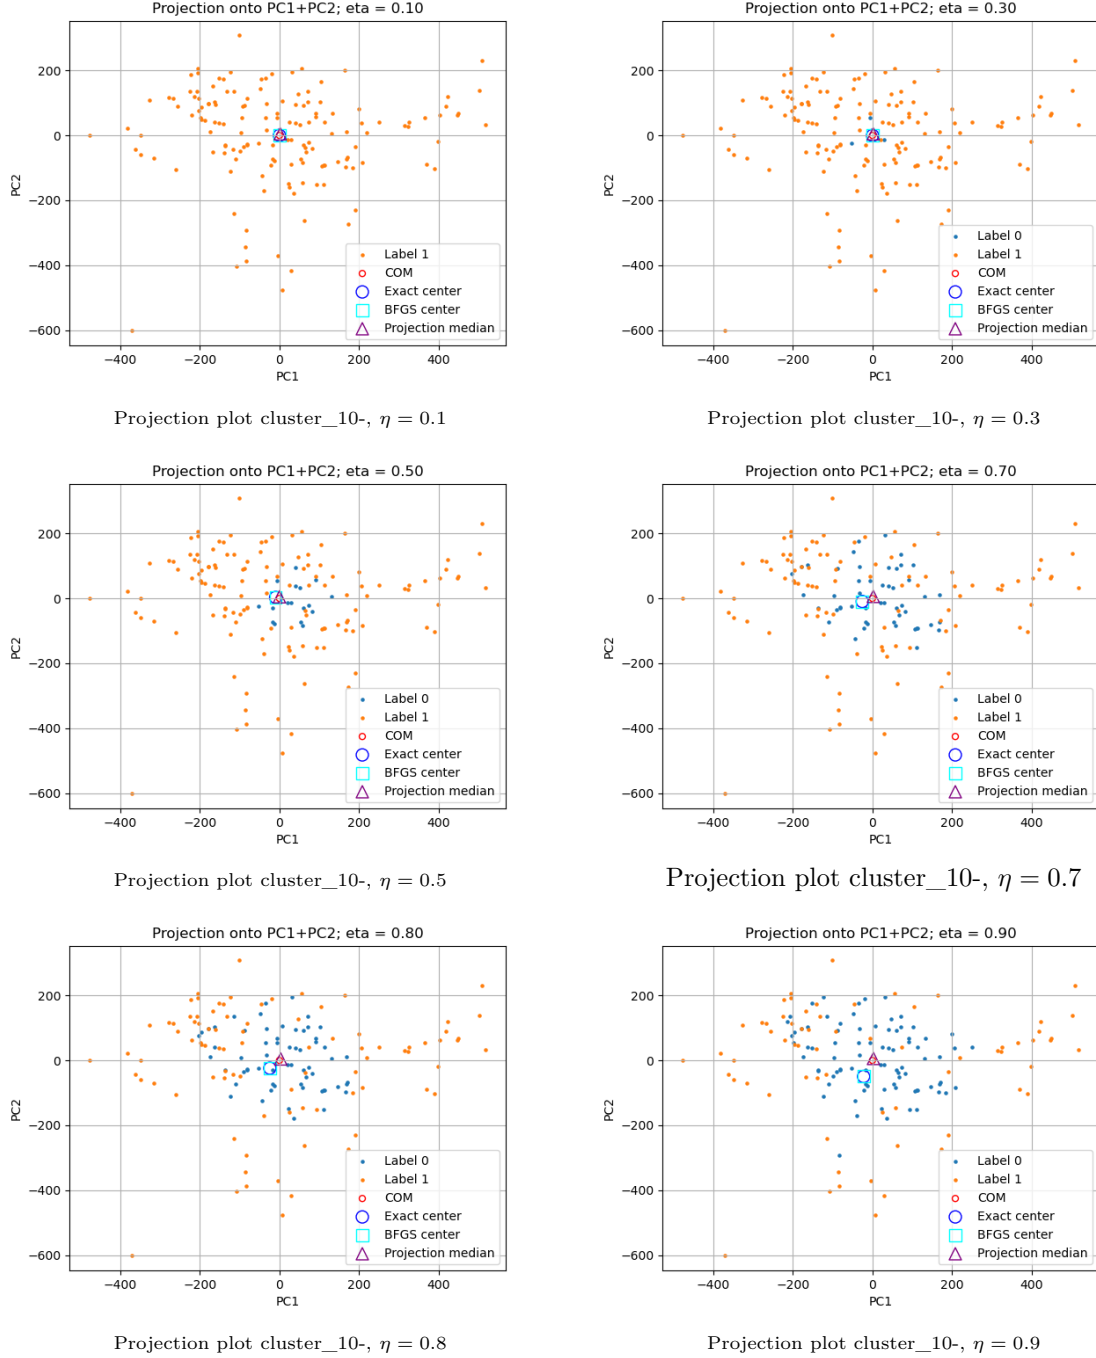 Projection onto PC1+PC2; eta = 0.10
PC2
200
0
−200
−400
−600
Label 1
COM
Exact center
BFGS center
Projection median
−400 −200 0 200 400
PC1
Projection plot cluster_10-, η = 0.1
Projection onto PC1+PC2; eta = 0.30
PC2
200
0
−200
−400
−600
Label 0
Label 1
COM
Exact center
BFGS center
Projection median
−400 −200 0 200 400
PC1
Projection plot cluster_10-, η = 0.3
Projection onto PC1+PC2; eta = 0.50
PC2
200
0
−200
−400
−600
Label 0
Label 1
COM
Exact center
BFGS center
Projection median
−400 −200 0 200 400
PC1
Projection plot cluster_10-, η = 0.5
Projection onto PC1+PC2; eta = 0.70
PC2
200
0
−200
−400
−600
Label 0
Label 1
COM
Exact center
BFGS center
Projection median
−400 −200 0 200 400
PC1
Projection plot cluster_10-, η = 0.7
Projection onto PC1+PC2; eta = 0.80
PC2
200
0
−200
−400
−600
Label 0
Label 1
COM
Exact center
BFGS center
Projection median
−400 −200 0 200 400
PC1
Projection plot cluster_10-, η = 0.8
Projection onto PC1+PC2; eta = 0.90
PC2
200
0
−200
−400
−600
Label 0
Label 1
COM
Exact center
BFGS center
Projection median
−400 −200 0 200 400
PC1
Projection plot cluster_10-, η = 0.9